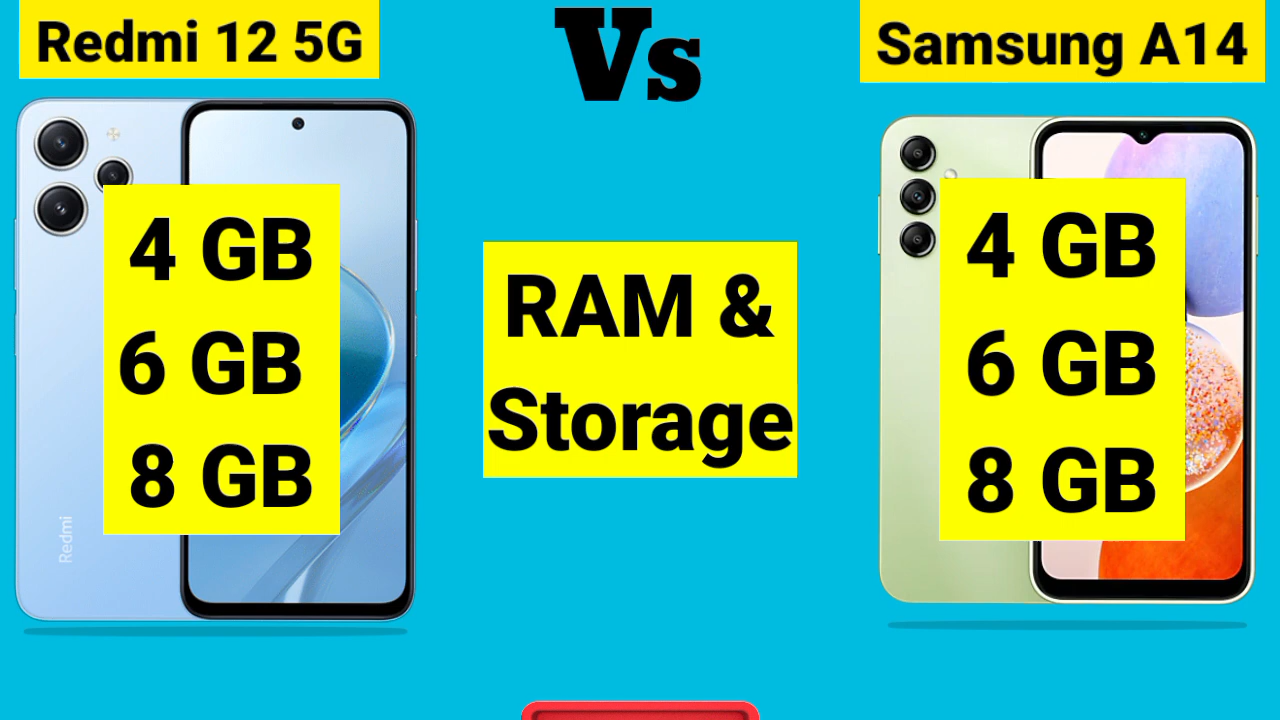 Redmi 12 5G
Vs
Samsung A14
4 GB
6 GB
8 GB
Redmi
RAM &
Storage
4 GB
6 GB
8 GB